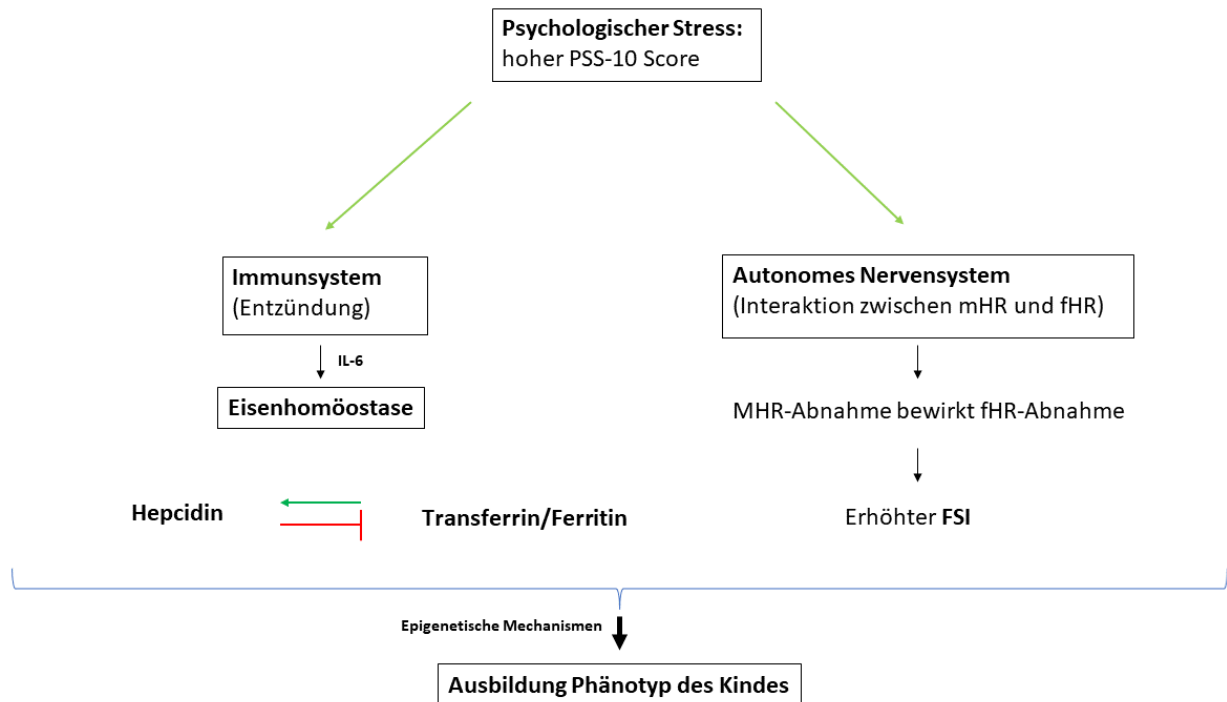 Psychologischer Stress:
hoher PSS-10 Score
Immunsystem
(Entzündung)
IL-6
Eisenhomöostase
Hepcidin
Transferrin/Ferritin
Autonomes Nervensystem
(Interaktion zwischen mHR und fHR)
MHR-Abnahme bewirkt fHR-Abnahme
Erhöhter FSI
Epigenetische Mechanismen
Ausbildung Phänotyp des Kindes